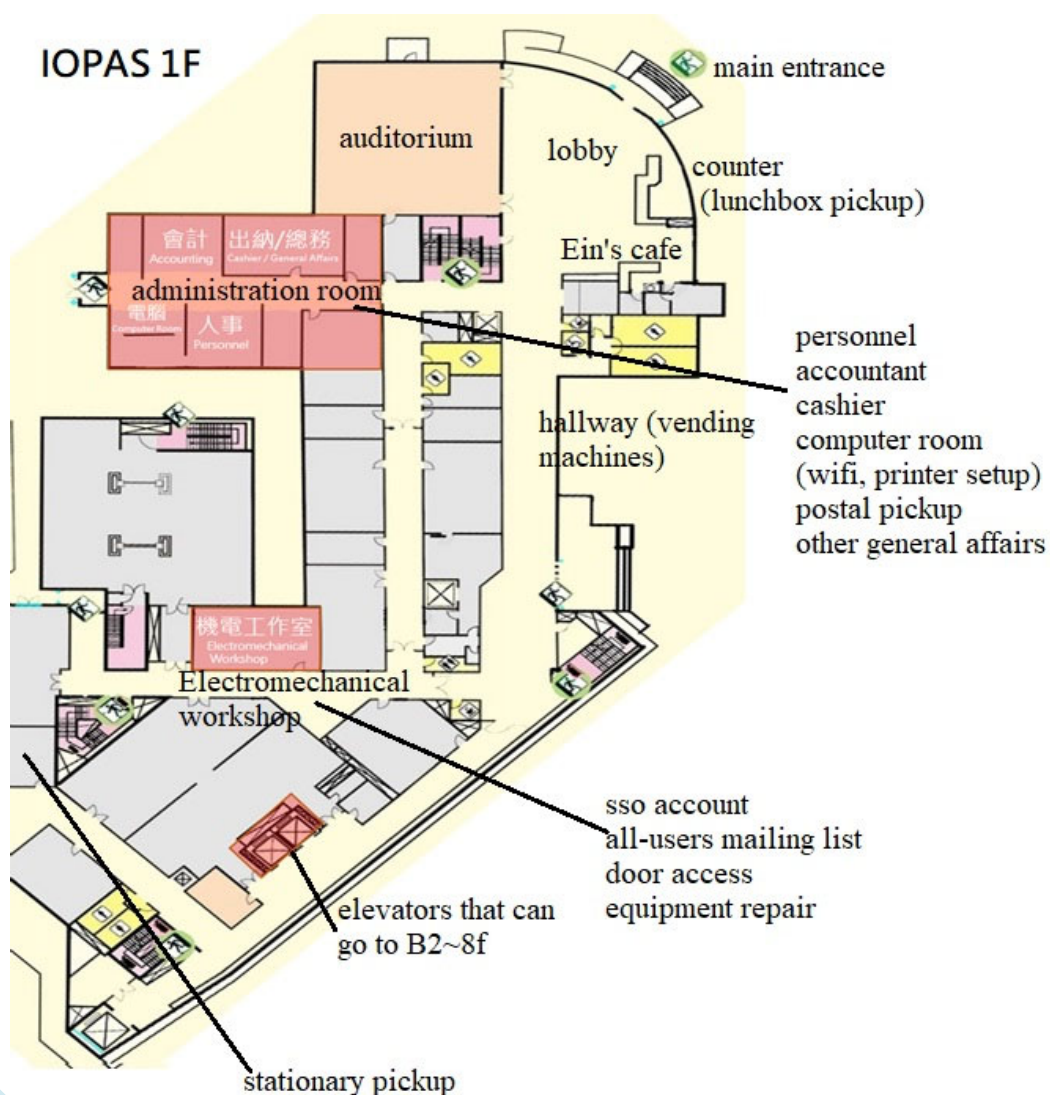 IOPAS 1F
main entrance
auditorium
lobby
counter
(lunchbox pickup)
會計
Accounting
出納/總務
Cashier / General Affairs
Ein's cafe
administration room
電腦
Computer Room
人事
Personnel
personnel
accountant
cashier
computer room
(wifi, printer setup)
postal pickup
other general affairs
hallway (vending
machines)
機電工作室
Electromechanical
Workshop
Electromechanical
workshop
sso account
all-users mailing list
door access
equipment repair
elevators that can
go to B2~8f
stationary pickup